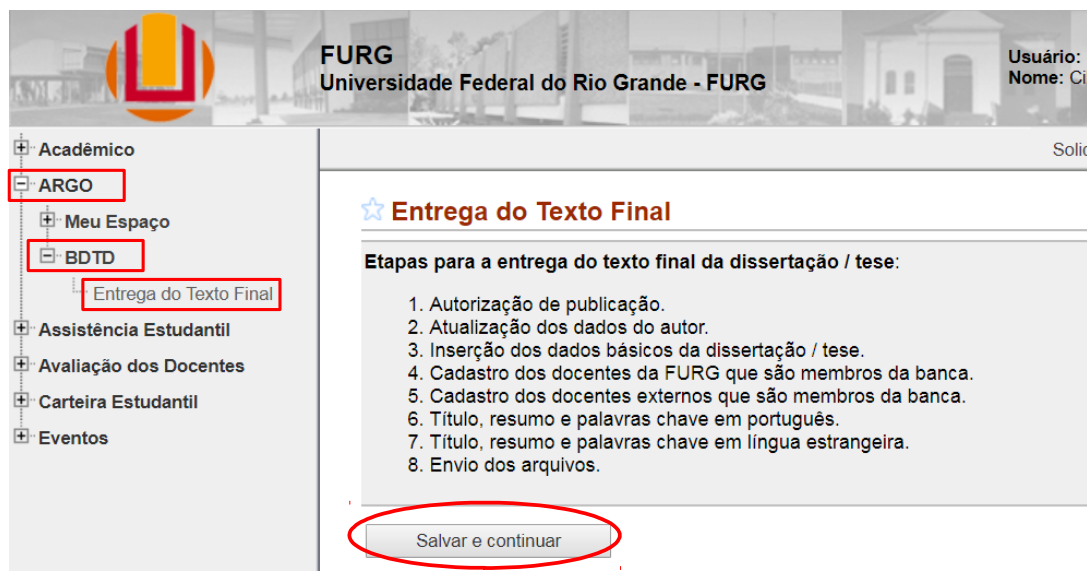 FURG
Universidade Federal do Rio Grande - FURG
Usuário:
Nome: Ci
Acadêmico
ARGO
Meu Espaço
BDTD
Entrega do Texto Final
Assistência Estudantil
Avaliação dos Docentes
Carteira Estudantil
Eventos
Solic
Entrega do Texto Final
Etapas para a entrega do texto final da dissertação / tese:
1. Autorização de publicação.
2. Atualização dos dados do autor.
3. Inserção dos dados básicos da dissertação / tese.
4. Cadastro dos docentes da FURG que são membros da banca.
5. Cadastro dos docentes externos que são membros da banca.
6. Título, resumo e palavras chave em português.
7. Título, resumo e palavras chave em língua estrangeira.
8. Envio dos arquivos.
Salvar e continuar